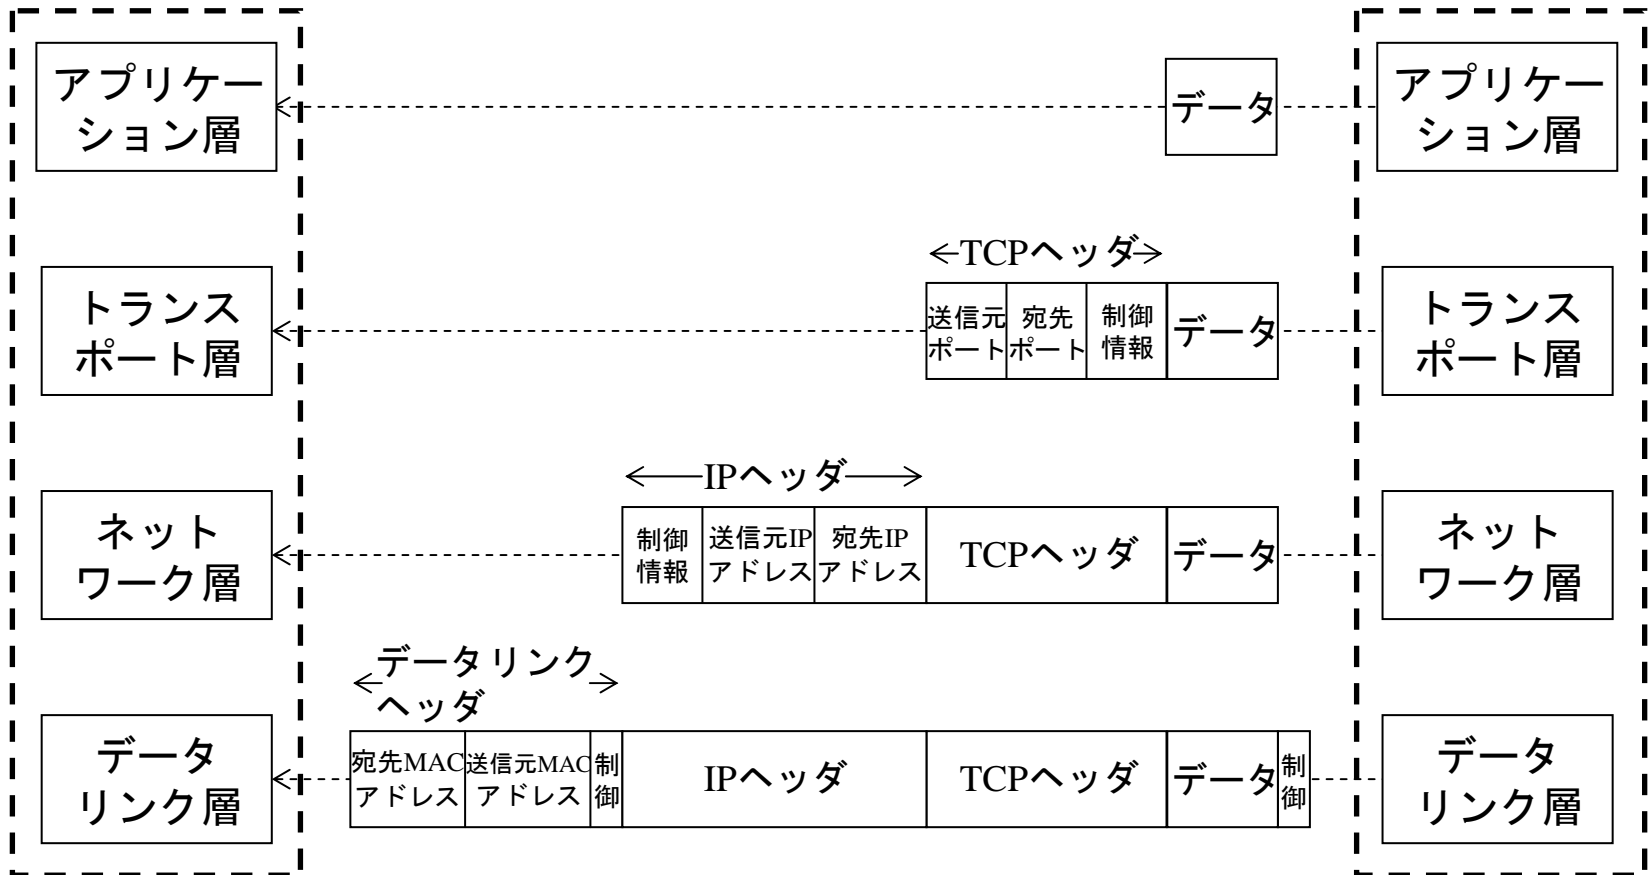 アプリケー
ション層
データ
アプリケー
ション層
TCPヘッダ
トランス
ポート層
送信元
ポート
宛先
ポート
制御
情報
データ
トランス
ポート層
IPヘッダ
ネット
ワーク層
制御
情報
送信元IP
アドレス
宛先IP
アドレス
TCPヘッダ
データ
ネット
ワーク層
データリンク
ヘッダ
データ
リンク層
宛先MAC
アドレス
送信元MAC
アドレス
制
御
IPヘッダ
TCPヘッダ
データ
制
御
データ
リンク層